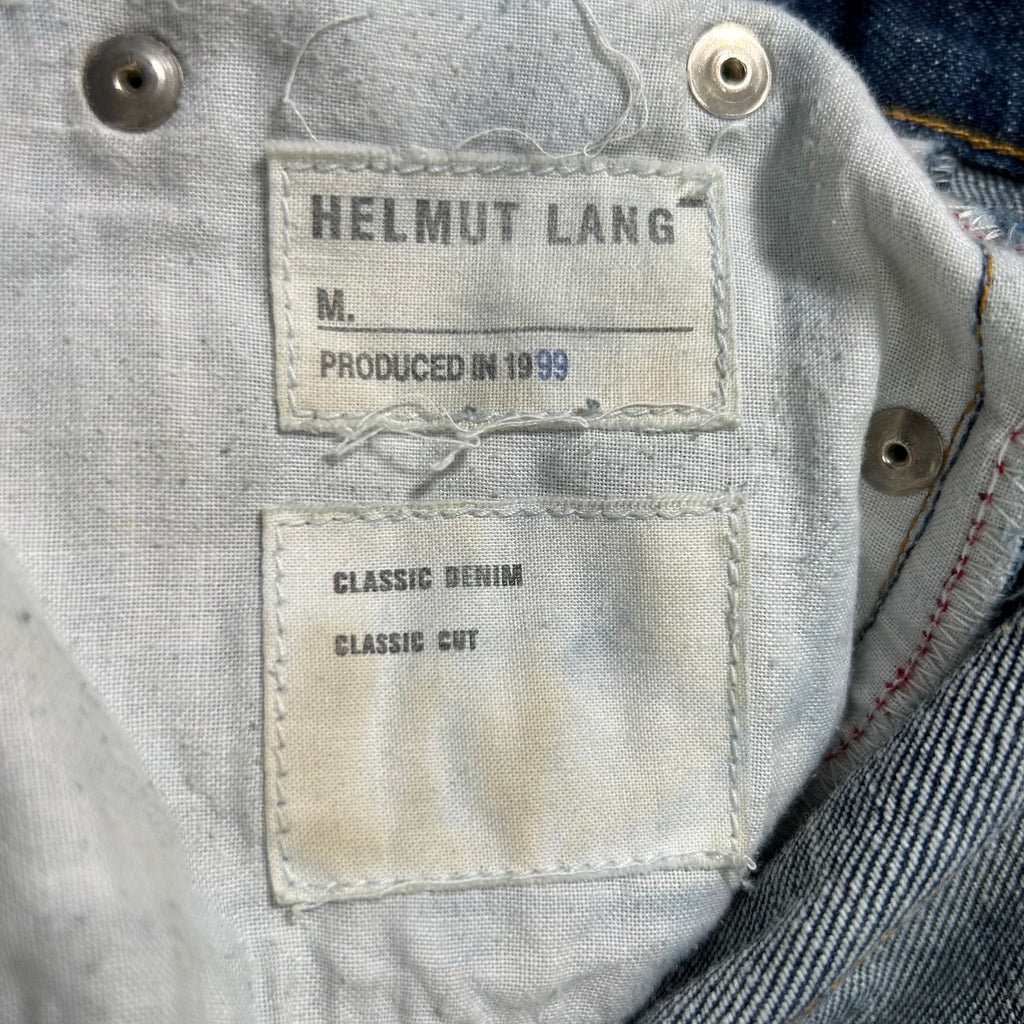 HELMUT LANG
M.
PRODUCED IN 1999
CLASSIC DENIM
CLASSIC CUT